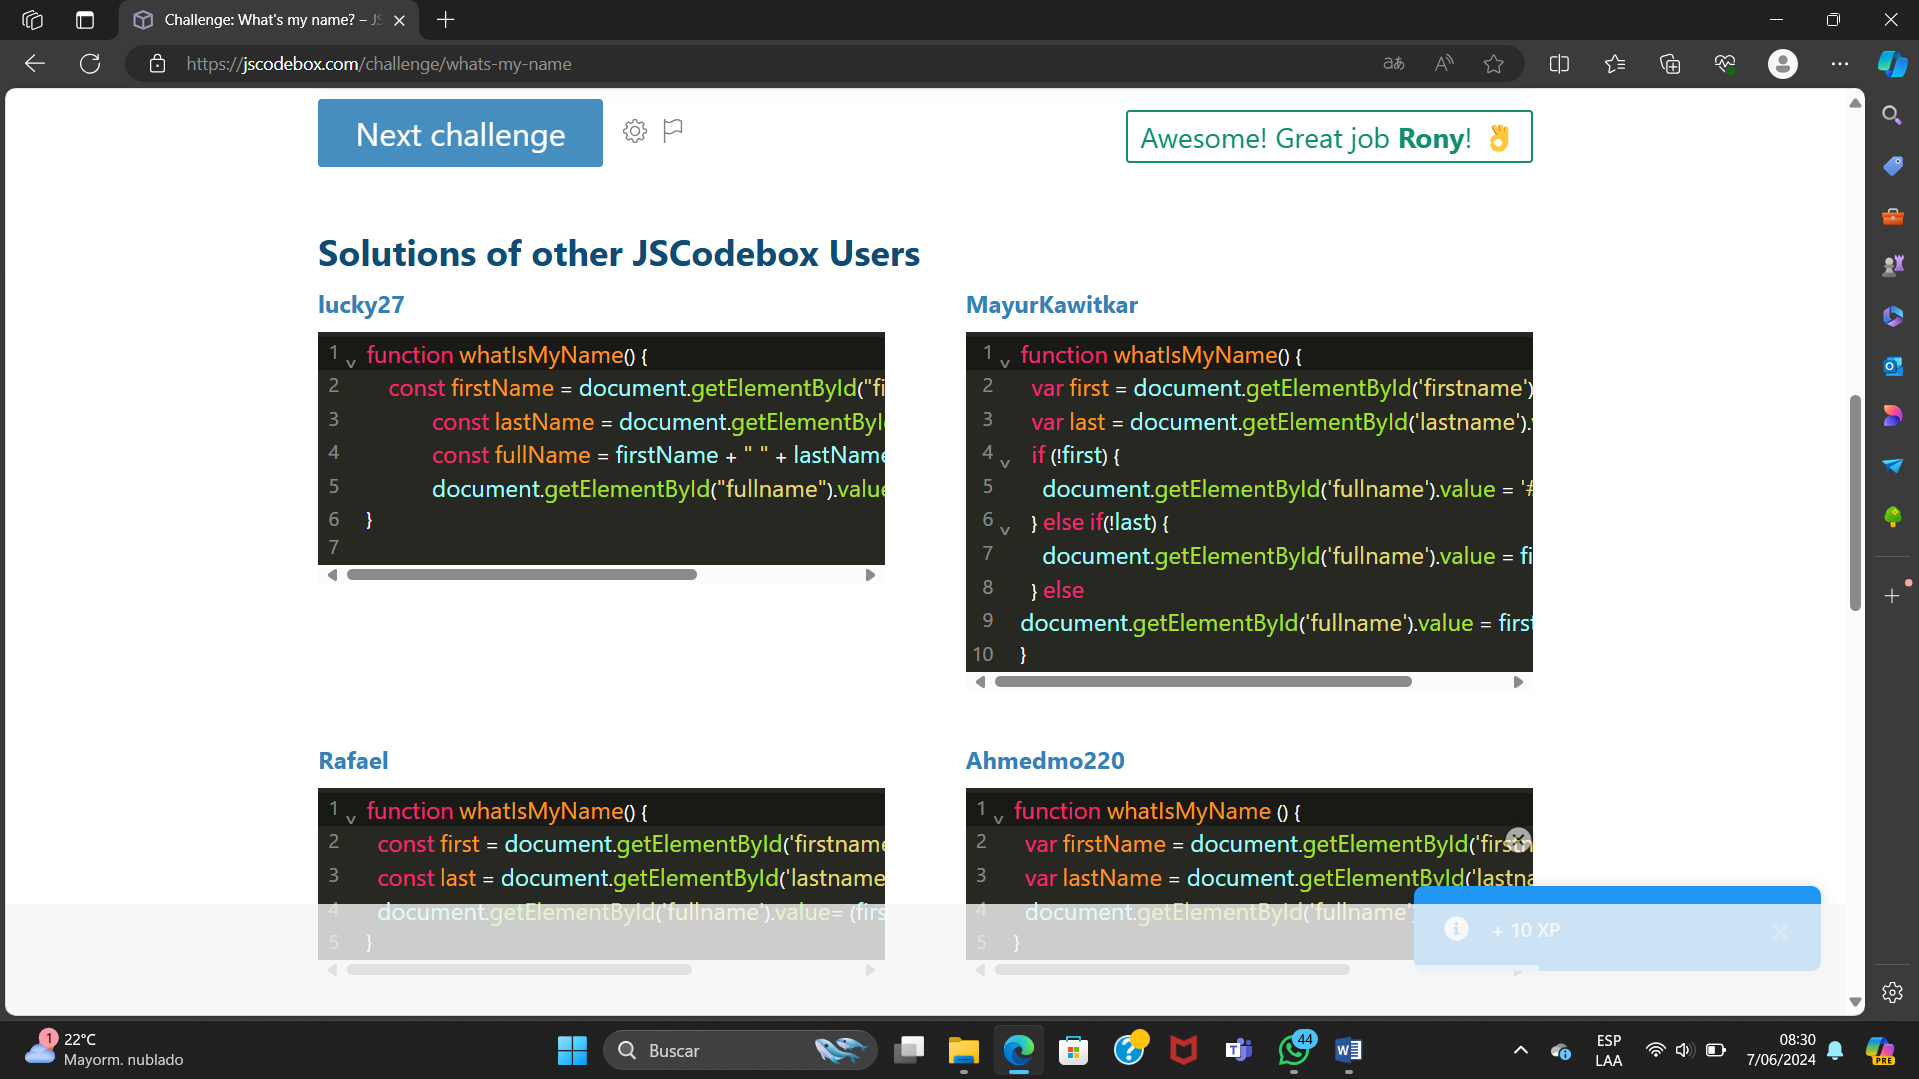 Challenge: What's my name? – JS
https://jscodebox.com/challenge/whats-my-name
Next challenge
Awesome! Great job Rony! 👌
Solutions of other JSCodebox Users
lucky27
1 function whatIsMyName() {
2 const firstName = document.getElementById("fi
3 const lastName = document.getElementById
4 const fullName = firstName + " " + lastName
5 document.getElementById("fullname").value
6 }
7
MayurKawitkar
1 function whatIsMyName() {
2 var first = document.getElementById('firstname')
3 var last = document.getElementById('lastname').
4 if (!first) {
5 document.getElementById('fullname').value = '#
6 } else if(!last) {
7 document.getElementById('fullname').value = fi
8 } else
9 document.getElementById('fullname').value = first
10 }
Rafael
1 function whatIsMyName() {
2 const first = document.getElementById('firstname
3 const last = document.getElementById('lastname
4 document.getElementById('fullname').value= (firs
5 }
Ahmedmo220
1 function whatIsMyName () {
2 var firstName = document.getElementById('firstn
3 var lastName = document.getElementById('lastna
4 document.getElementById('fullname'
5 }
+ 10 XP
1
22°C
Mayorm. nublado
Buscar
44
ESP
LAA
08:30
7/06/2024
PRE